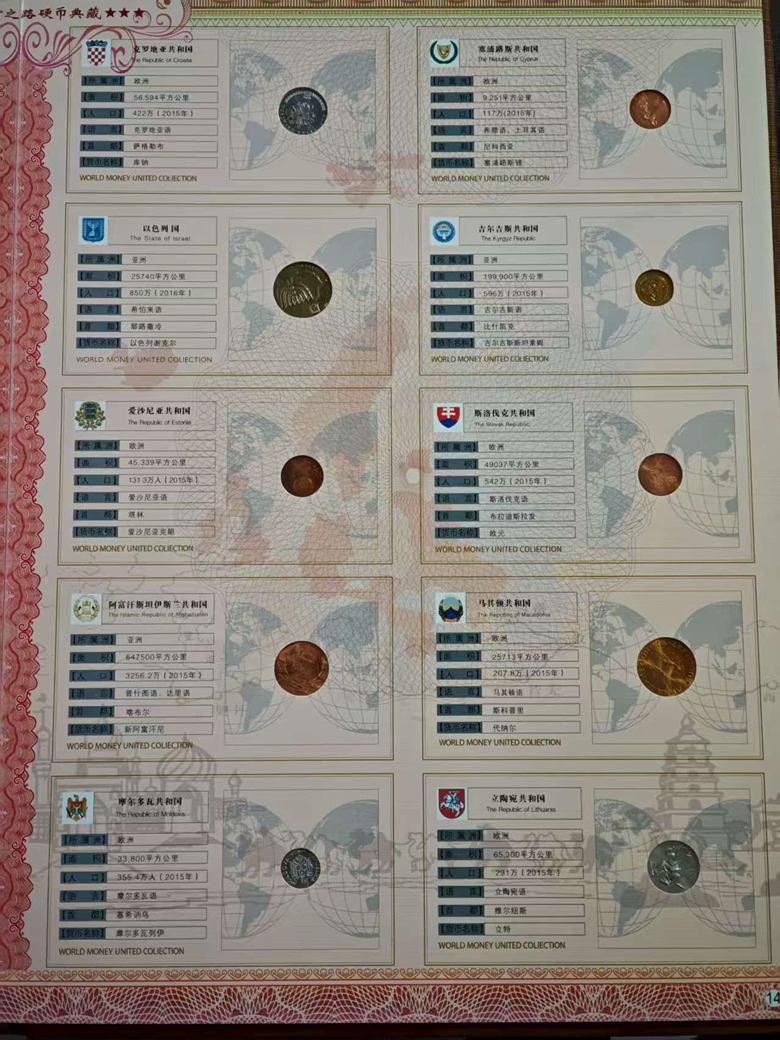 之路硬币典藏★★★
克罗地亚共和国
The Republic of Croatia
【所属洲】 欧洲
【面 积】 56,594平方公里
【人 口】 422万（2015年）
【语 言】 克罗地亚语
【首 都】 萨格勒布
【货币名称】 库纳
WORLD MONEY UNITED COLIECTION
塞浦路斯共和国
The Republic of Cyprus
【所属洲】 欧洲
【面 积】 9,251平方公里
【人 口】 117万(2015年)
【语 言】 希腊语、土耳其语
【首 都】 尼科西亚
【货币名称】 塞浦路斯镑
WORLD MONEY UNITED COLIECTION
以色列国
The State of Israel
【所属洲】 亚洲
【面 积】 25740平方公里
【人 口】 850万（2016年）
【语 言】 希伯来语
【首 都】 耶路撒冷
【货币名称】 以色列谢克尔
WORLD MONEY UNITED COLIECTION
吉尔吉斯共和国
The Kyrgyz Republic
【所属洲】 亚洲
【面 积】 199,900平方公里
【人 口】 596万（2015年）
【语 言】 吉尔吉斯语
【首 都】 比什凯克
【货币名称】 吉尔吉斯斯坦索姆
WORLD MONEY UNITED COLIECTION
爱沙尼亚共和国
The Republic of Estonia
【所属洲】 欧洲
【面 积】 45,339平方公里
【人 口】 131.3万人（2015年）
【语 言】 爱沙尼亚语
【首 都】 塔林
【货币名称】 爱沙尼亚克朗
WORLD MONEY UNITED COLIECTION
斯洛伐克共和国
The Slovak Republic
【所属洲】 欧洲
【面 积】 49037平方公里
【人 口】 542万（2015年）
【语 言】 斯洛伐克语
【首 都】 布拉迪斯拉发
【货币名称】 欧元
WORLD MONEY UNITED COLIECTION
阿富汗斯坦伊斯兰共和国
The Islamic Republic of Afghanistan
【所属洲】 亚洲
【面 积】 647500平方公里
【人 口】 3256.2万（2015年）
【语 言】 普什图语、达里语
【首 都】 喀布尔
【货币名称】 新阿富汗尼
WORLD MONEY UNITED COLIECTION
马其顿共和国
The Republic of Macedonia
【所属洲】 欧洲
【面 积】 25713平方公里
【人 口】 207.8万（2015年）
【语 言】 马其顿语
【首 都】 斯科普里
【货币名称】 代纳尔
WORLD MONEY UNITED COLIECTION
摩尔多瓦共和国
The Republic of Moldova
【所属洲】 欧洲
【面 积】 33,800平方公里
【人 口】 355.4万人（2015年）
【语 言】 摩尔多瓦语
【首 都】 基希讷乌
【货币名称】 摩尔多瓦列伊
WORLD MONEY UNITED COLIECTION
立陶宛共和国
The Republic of Lithuania
【所属洲】 欧洲
【面 积】 65,300平方公里
【人 口】 291万（2015年）
【语 言】 立陶宛语
【首 都】 维尔纽斯
【货币名称】 立特
WORLD MONEY UNITED COLIECTION
14